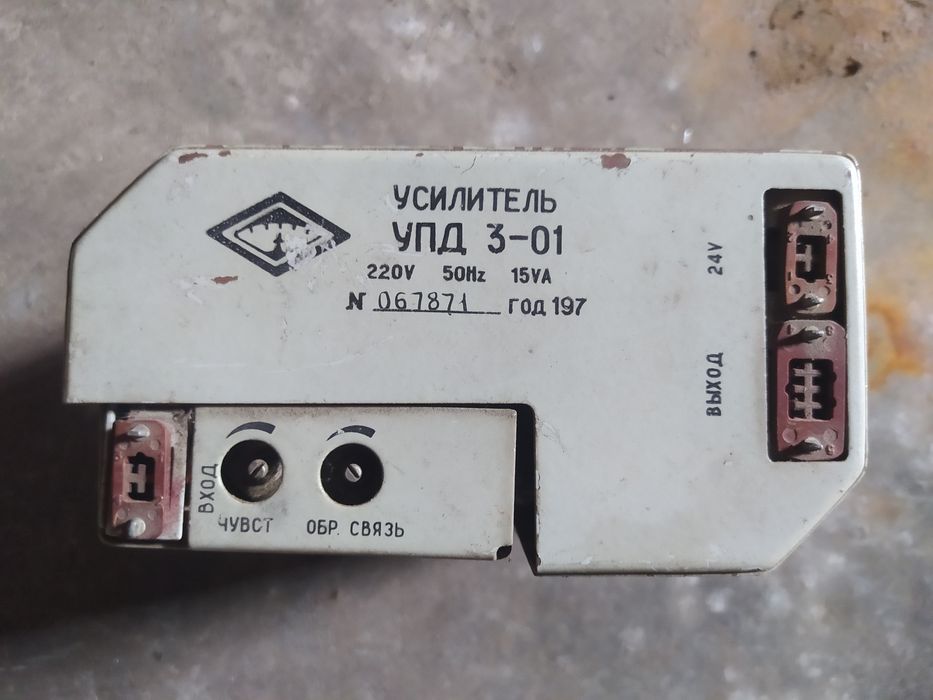 УСИЛИТЕЛЬ
УПД 3-01
220V 50Hz 15VA
№ 067871 ГОД 197
24V
ВЫХОД
ВХОД
ЧУВСТ ОБР. СВЯЗЬ